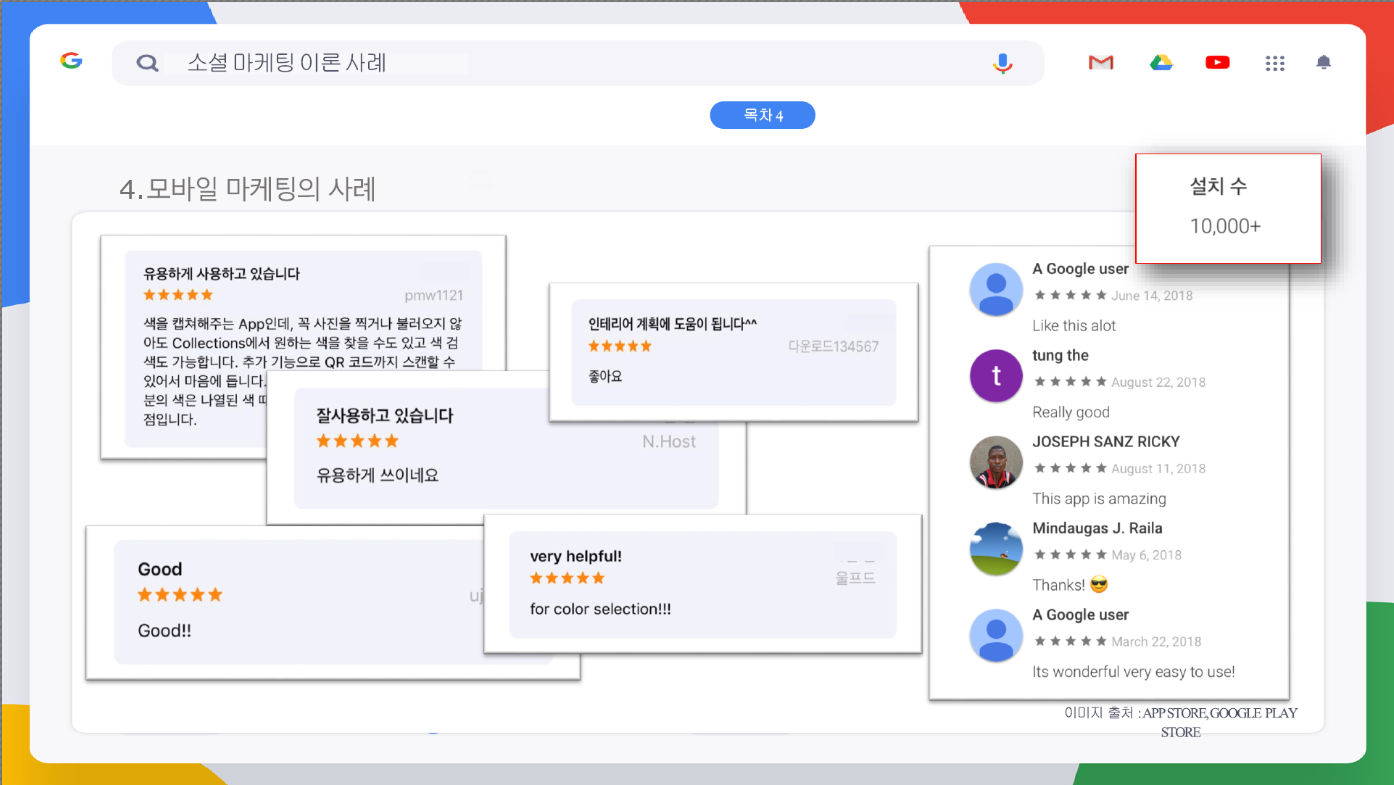 소셜 마케팅 이론 사례
목차 4
4.모바일 마케팅의 사례
설치 수
10,000+
유용하게 사용하고 있습니다
pmw1121
색을 캡쳐해주는 App인데, 꼭 사진을 찍거나 불러오지 않
아도 Collections에서 원하는 색을 찾을 수도 있고 색 검
색도 가능합니다. 추가 기능으로 QR 코드까지 스캔할 수
있어서 마음에 듭니다.
분의 색은 나열된 색
점입니다.
인테리어 계획에 도움이 됩니다^^
다운로드134567
좋아요
잘사용하고 있습니다
N.Host
유용하게 쓰이네요
Good
uj
Good!!
very helpful!
울프드
for color selection!!!
A Google user
June 14, 2018
Like this alot
t
tung the
August 22, 2018
Really good
JOSEPH SANZ RICKY
August 11, 2018
This app is amazing
Mindaugas J. Raila
May 6, 2018
Thanks! 😎
A Google user
March 22, 2018
Its wonderful very easy to use!
이미지 출처 : APP STORE, GOOGLE PLAY
STORE